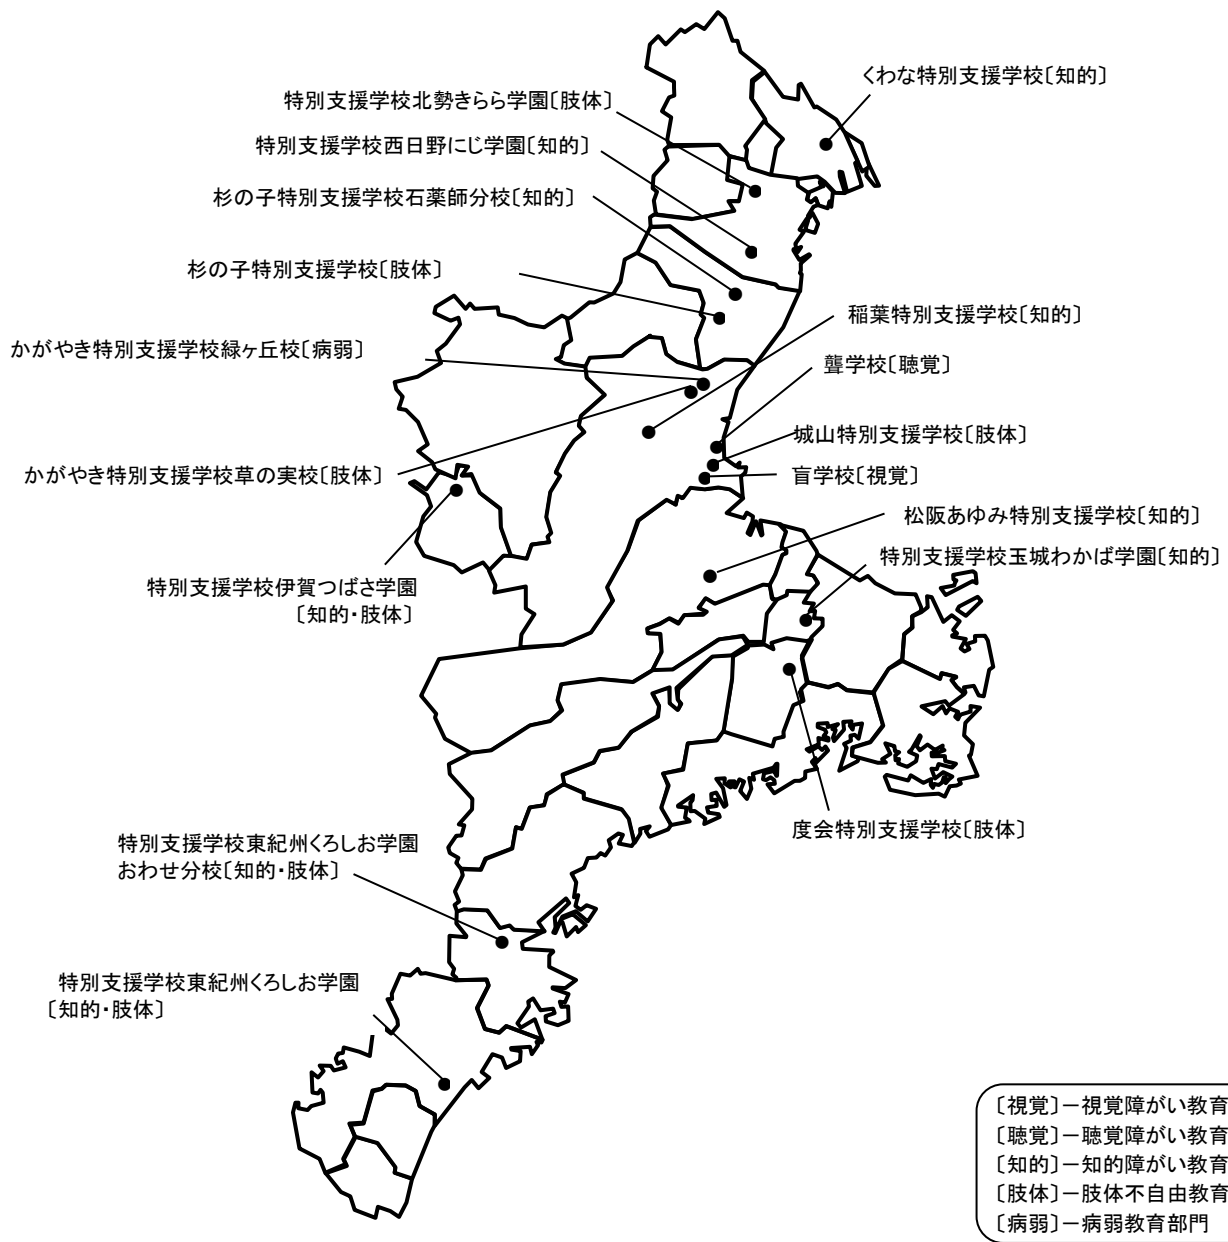 くわな特別支援学校〔知的〕
特別支援学校北勢きらら学園〔肢体〕
特別支援学校西日野にじ学園〔知的〕
杉の子特別支援学校石薬師分校〔知的〕
杉の子特別支援学校〔肢体〕
稲葉特別支援学校〔知的〕
かがやき特別支援学校緑ヶ丘校〔病弱〕
聾学校〔聴覚〕
城山特別支援学校〔肢体〕
かがやき特別支援学校草の実校〔肢体〕
盲学校〔視覚〕
松阪あゆみ特別支援学校〔知的〕
特別支援学校玉城わかば学園〔知的〕
特別支援学校伊賀つばさ学園
〔知的・肢体〕
度会特別支援学校〔肢体〕
特別支援学校東紀州くろしお学園
おわせ分校〔知的・肢体〕
特別支援学校東紀州くろしお学園
〔知的・肢体〕
〔視覚〕－視覚障がい教育
〔聴覚〕－聴覚障がい教育
〔知的〕－知的障がい教育
〔肢体〕－肢体不自由教育
〔病弱〕－病弱教育部門